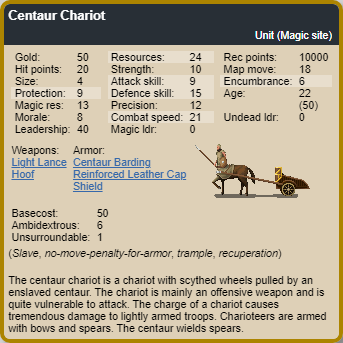 Centaur Chariot
Unit (Magic site)
Gold: 50 Resources: 24 Rec points: 10000
Hit points: 20 Strength: 10 Map move: 18
Size: 4 Attack skill: 9 Encumbrance: 6
Protection: 9 Defence skill: 15 Age: 22
Magic res: 13 Precision: 12 (50)
Morale: 8 Combat speed: 21 Undead ldr: 0
Leadership: 40 Magic ldr: 0
Weapons: Armor:
Light Lance Centaur Barding
Hoof Reinforced Leather Cap
Shield
Basecost: 50
Ambidextrous: 6
Unsurroundable: 1
(Slave, no-move-penalty-for-armor, trample, recuperation)
The centaur chariot is a chariot with scythed wheels pulled by an
enslaved centaur. The chariot is mainly an offensive weapon and is
quite vulnerable to attack. The charge of a chariot causes
tremendous damage to lightly armed troops. Charioteers are armed
with bows and spears. The centaur wields spears.